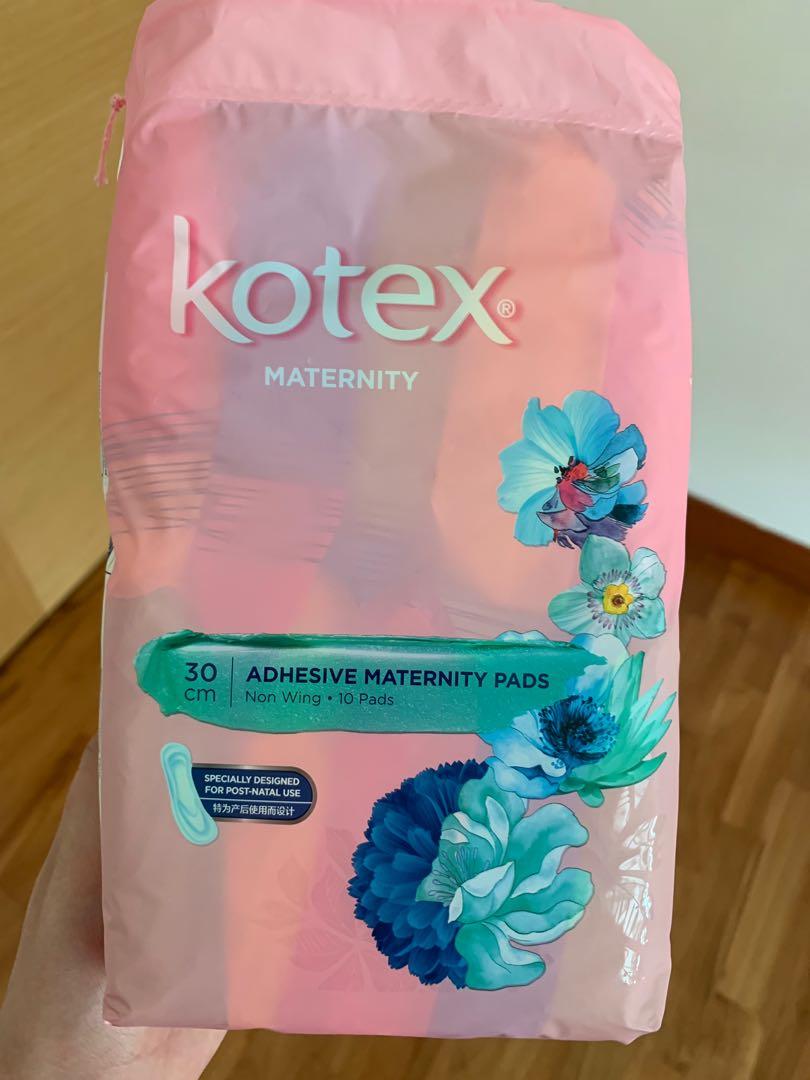 kotex®
MATERNITY
30 cm
ADHESIVE MATERNITY PADS
Non Wing • 10 Pads
SPECIALLY DESIGNED
FOR POST-NATAL USE
特为产后使用而设计